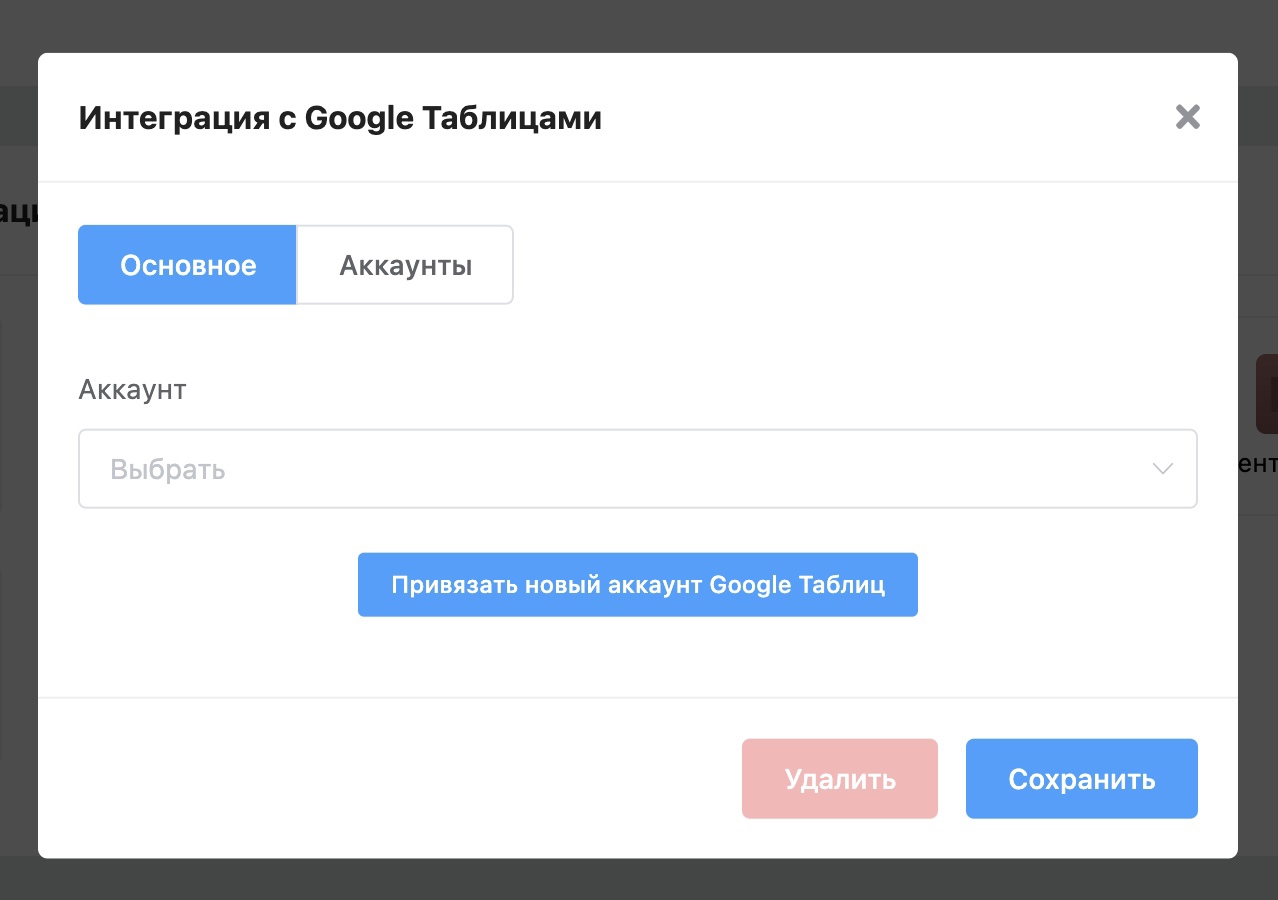 Интеграция с Google Таблицами
Основное
Аккаунты
Аккаунт
Выбрать
Привязать новый аккаунт Google Таблиц
Удалить
Сохранить